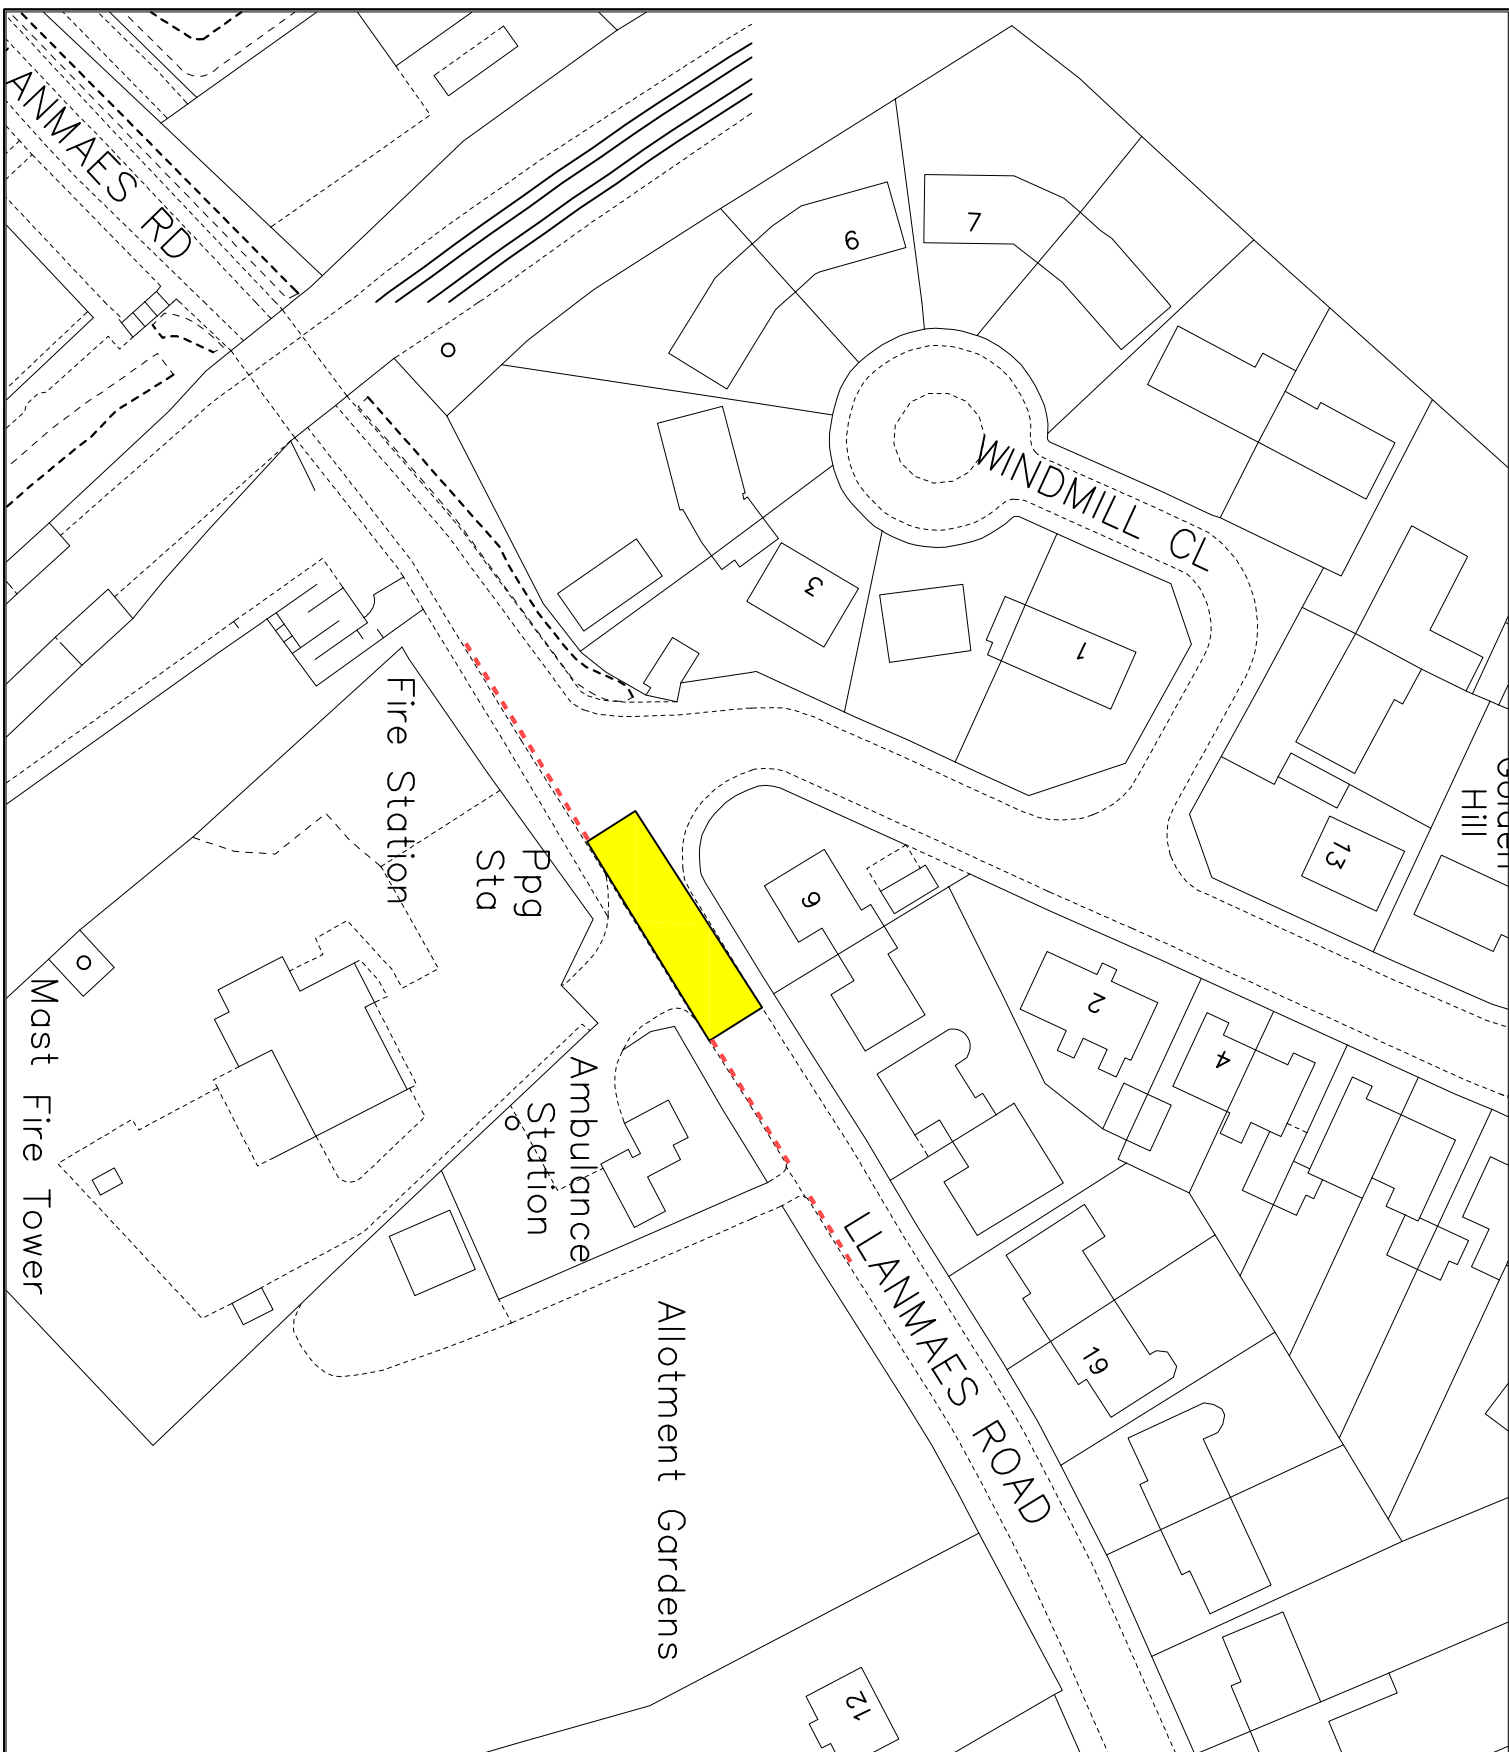 ANMAES RD
6
7
WINDMILL CL
3
1
Hill
13
Fire Station
Ppg
Sta
9
2
4
Mast
Fire Tower
Ambulance
Station
LLANMAES ROAD
19
Allotment Gardens
12